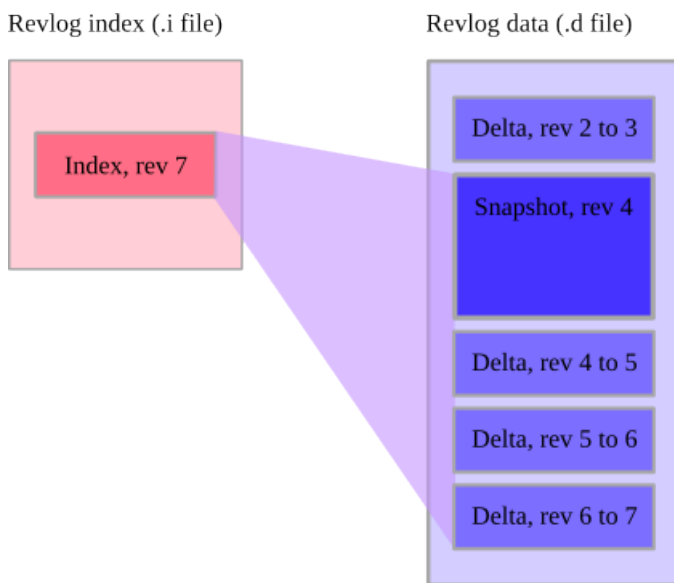 Revlog index (.i file)
Revlog data (.d file)
Index, rev 7
Delta, rev 2 to 3
Snapshot, rev 4
Delta, rev 4 to 5
Delta, rev 5 to 6
Delta, rev 6 to 7